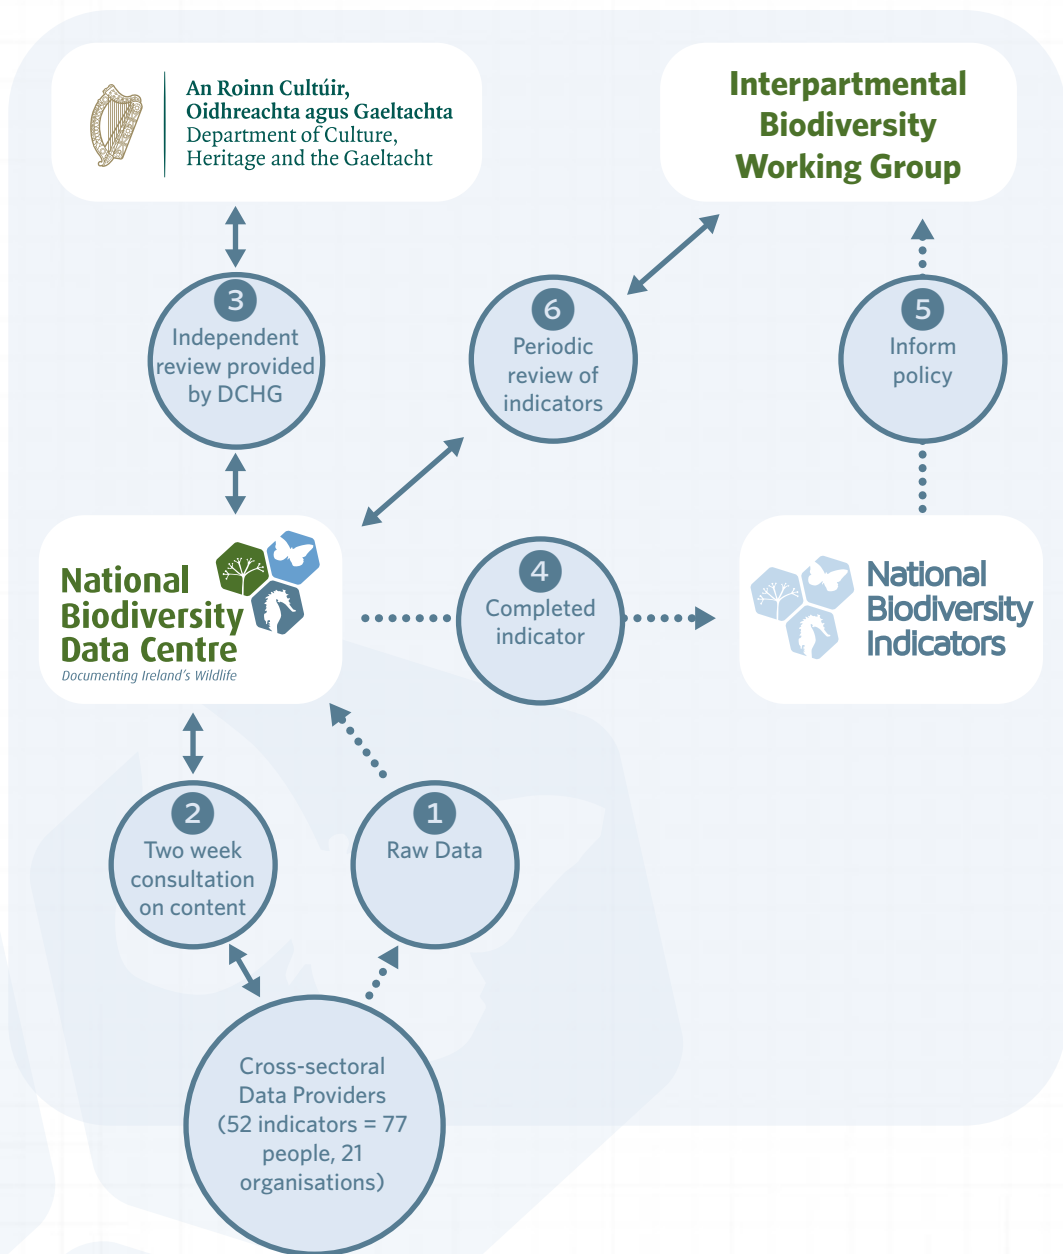 An Roinn Cultúir,
Oidhreachta agus Gaeltachta
Department of Culture,
Heritage and the Gaeltacht
Interpartmental
Biodiversity
Working Group
3
Independent
review provided
by DCHG
6
Periodic
review of
indicators
5
Inform
policy
National
Biodiversity
Data Centre
Documenting Ireland's Wildlife
4
Completed
indicator
National
Biodiversity
Indicators
2
Two week
consultation
on content
1
Raw Data
Cross-sectoral
Data Providers
(52 indicators = 77
people, 21
organisations)